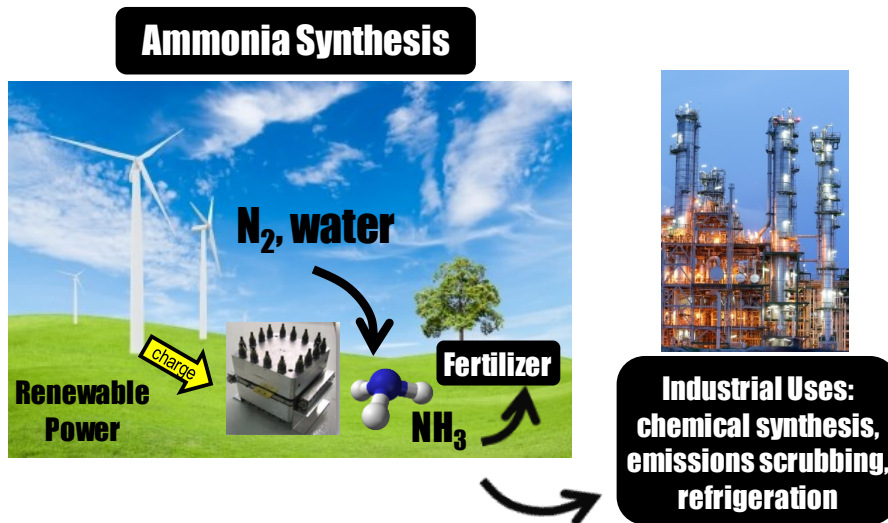 Ammonia Synthesis
N₂, water
charge
Renewable
Power
Fertilizer
NH₃
Industrial Uses:
chemical synthesis,
emissions scrubbing,
refrigeration